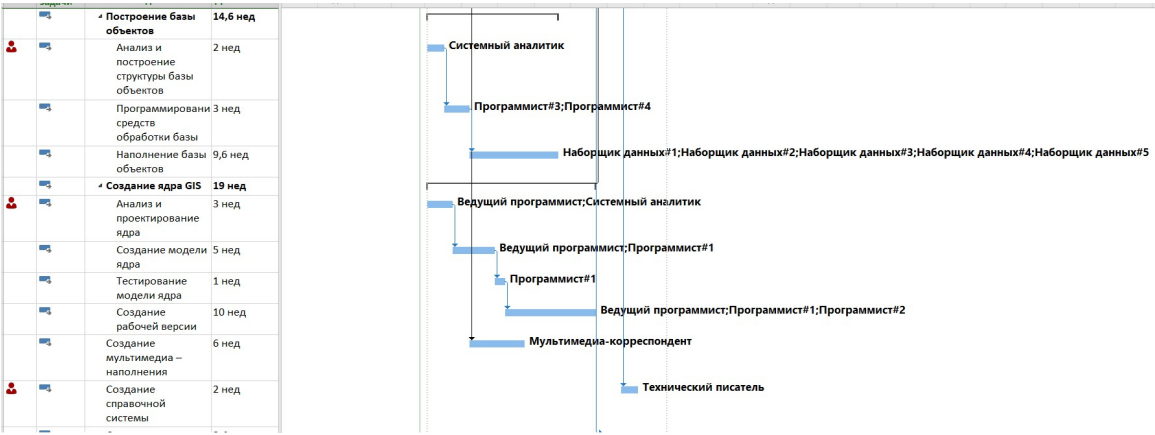 Построение базы 14,6 нед
объектов
Анализ и 2 нед Системный аналитик
построение
структуры базы
объектов
Программировани 3 нед Программист#3;Программист#4
средств
обработки базы
Наполнение базы 9,6 нед Наборщик данных#1;Наборщик данных#2;Наборщик данных#3;Наборщик данных#4;Наборщик данных#5
объектов
Создание ядра GIS 19 нед
Анализ и 3 нед Ведущий программист;Системный аналитик
проектирование
ядра
Создание модели 5 нед Ведущий программист;Программист#1
ядра
Тестирование 1 нед Программист#1
модели ядра
Создание 10 нед Ведущий программист;Программист#1;Программист#2
рабочей версии
Создание 6 нед Мультимедиа-корреспондент
мультимедиа –
наполнения
Создание 2 нед Технический писатель
справочной
системы